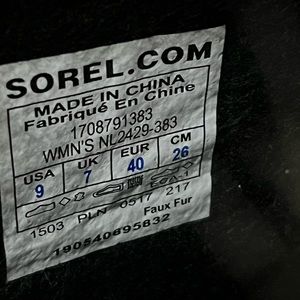 SOREL.COM
MADE IN CHINA
Fabriqué En Chine
1708791383
WMN'S NL2429-383
USA UK EUR CM
9 7 40 26
1503 PLN 0517 217
Faux Fur
190540695832